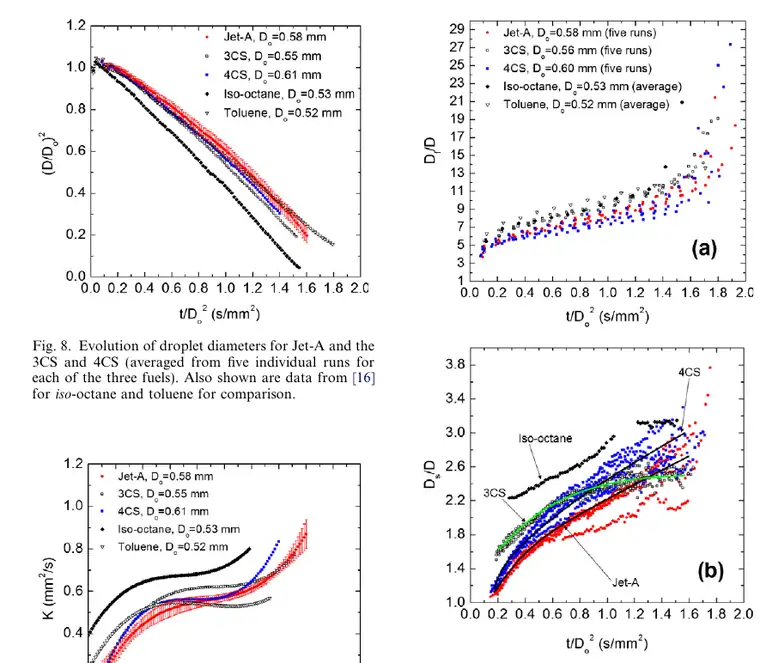 1.2
1.0
0.8
0.6
0.4
0.2
0.0
(D/D₀)²
Jet-A, D₀=0.58 mm
3CS, D₀=0.55 mm
4CS, D₀=0.61 mm
Iso-octane, D₀=0.53 mm
Toluene, D₀=0.52 mm
0.0 0.2 0.4 0.6 0.8 1.0 1.2 1.4 1.6 1.8 2.0
t/D₀² (s/mm²)
Fig. 8. Evolution of droplet diameters for Jet-A and the
3CS and 4CS (averaged from five individual runs for
each of the three fuels). Also shown are data from [16]
for iso-octane and toluene for comparison.
1.2
1.0
0.8
0.6
0.4
K (mm²/s)
Jet-A, D₀=0.58 mm
3CS, D₀=0.55 mm
4CS, D₀=0.61 mm
Iso-octane, D₀=0.53 mm
Toluene, D₀=0.52 mm
29
27
25
23
21
19
17
15
13
11
9
7
5
3
1
D_f/D
Jet-A, D₀=0.58 mm (five runs)
3CS, D₀=0.56 mm (five runs)
4CS, D₀=0.60 mm (five runs)
Iso-octane, D₀=0.53 mm (average)
Toluene, D₀=0.52 mm (average)
(a)
0.0 0.2 0.4 0.6 0.8 1.0 1.2 1.4 1.6 1.8 2.0
t/D₀² (s/mm²)
3.8
3.4
3.0
2.6
2.2
1.8
1.4
1.0
D_s/D
4CS
Iso-octane
3CS
Jet-A
(b)
0.0 0.2 0.4 0.6 0.8 1.0 1.2 1.4 1.6 1.8 2.0
t/D₀² (s/mm²)